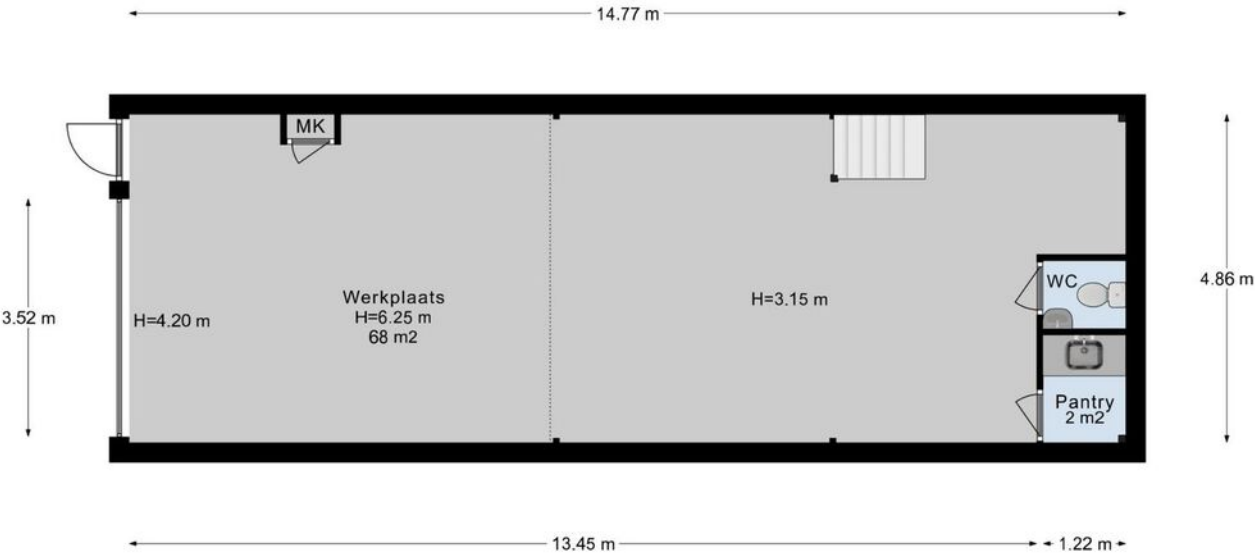 14.77 m
MK
WC
4.86 m
Werkplaats
H=6.25 m
68 m2
H=3.15 m
3.52 m
H=4.20 m
Pantry
2 m2
13.45 m
1.22 m